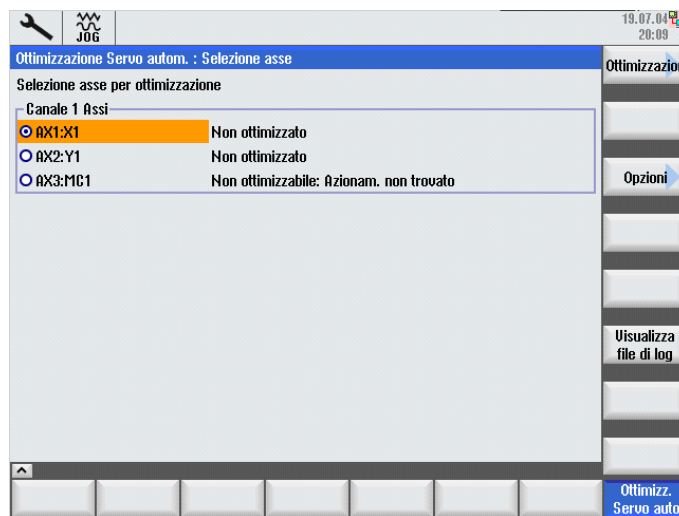 JOG
19.07.04
20:09
Ottimizzazione Servo autom. : Selezione asse
Selezione asse per ottimizzazione
Canale 1 Assi
AX1:X1 Non ottimizzato
AX2:Y1 Non ottimizzato
AX3:MC1 Non ottimizzabile: Azionam. non trovato
Ottimizzazio
Opzioni
Visualizza
file di log
Ottimizz.
Servo auto